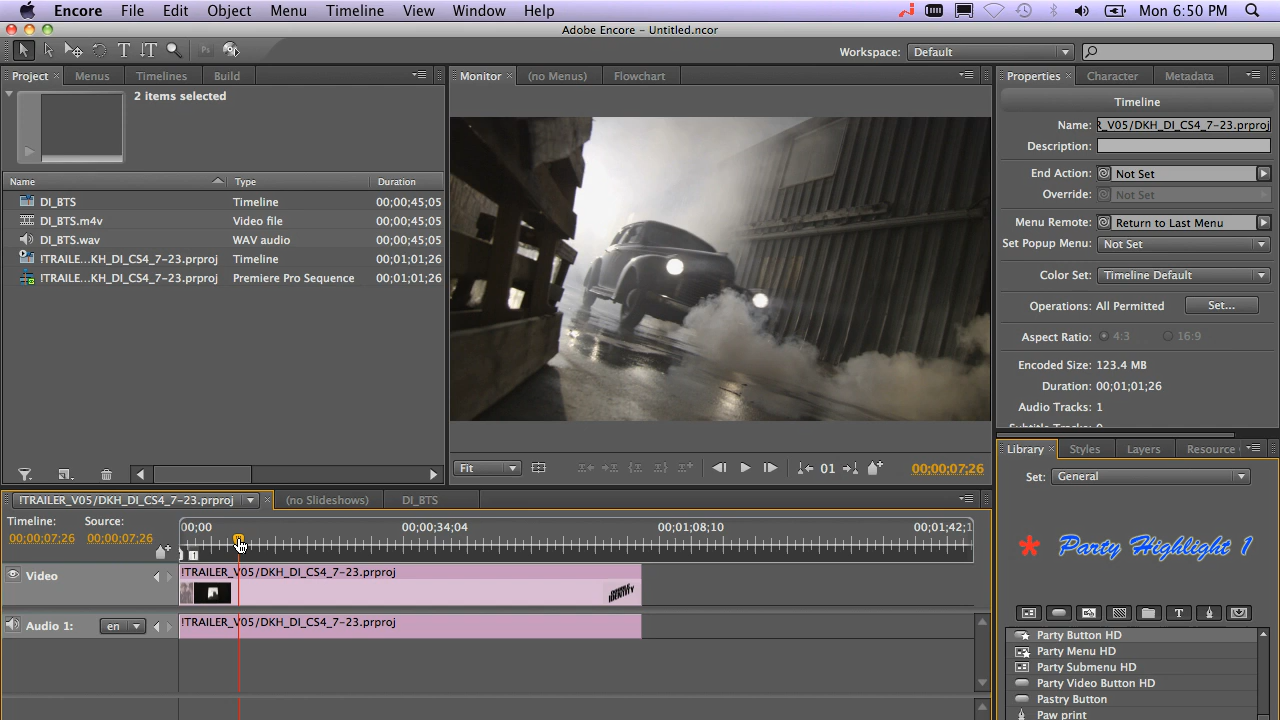 Encore File Edit Object Menu Timeline View Window Help Mon 6:50 PM
Adobe Encore – Untitled.ncor
Workspace: Default
Project Menus Timelines Build
2 items selected
Name Type Duration
DI_BTS Timeline 00;00;45;05
DI_BTS.m4v Video file 00;00;45;05
DI_BTS.wav WAV audio 00;00;45;05
!TRAILE...KH_DI_CS4_7-23.prproj Timeline 00;01;01;26
!TRAILE...KH_DI_CS4_7-23.prproj Premiere Pro Sequence 00;01;01;26
Monitor (no Menus) Flowchart
Fit 01 00;00;07;26
Properties Character Metadata
Timeline
Name: R_V05/DKH_DI_CS4_7-23.prproj
Description:
End Action: Not Set
Override: Not Set
Menu Remote: Return to Last Menu
Set Popup Menu: Not Set
Color Set: Timeline Default
Operations: All Permitted Set...
Aspect Ratio: 4:3 16:9
Encoded Size: 123.4 MB
Duration: 00;01;01;26
Audio Tracks: 1
Subtitle Tracks: 0
Library Styles Layers Resource
Set: General
* Party Highlight 1
T
Party Button HD
Party Menu HD
Party Submenu HD
Party Video Button HD
Pastry Button
Paw print
!TRAILER_V05/DKH_DI_CS4_7-23.prproj (no Slideshows) DI_BTS
Timeline: Source:
00;00;07;26 00;00;07;26
00;00 00;00;34;04 00;01;08;10 00;01;42;1
1
Video !TRAILER_V05/DKH_DI_CS4_7-23.prproj
IDENTITY
Audio 1: en !TRAILER_V05/DKH_DI_CS4_7-23.prproj